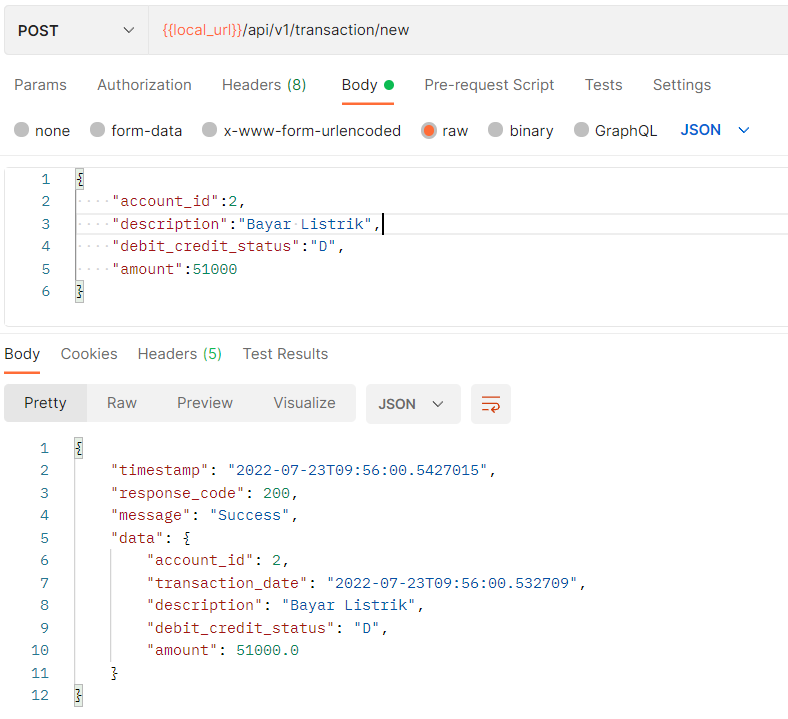 POST {{local_url}}/api/v1/transaction/new
Params Authorization Headers (8) Body Pre-request Script Tests Settings
none form-data x-www-form-urlencoded raw binary GraphQL JSON
1 {
2 ····"account_id":2,
3 ····"description":"Bayar·Listrik",
4 ····"debit_credit_status":"D",
5 ····"amount":51000
6 }
Body Cookies Headers (5) Test Results
Pretty Raw Preview Visualize JSON
1 {
2 "timestamp": "2022-07-23T09:56:00.5427015",
3 "response_code": 200,
4 "message": "Success",
5 "data": {
6 "account_id": 2,
7 "transaction_date": "2022-07-23T09:56:00.532709",
8 "description": "Bayar Listrik",
9 "debit_credit_status": "D",
10 "amount": 51000.0
11 }
12 }